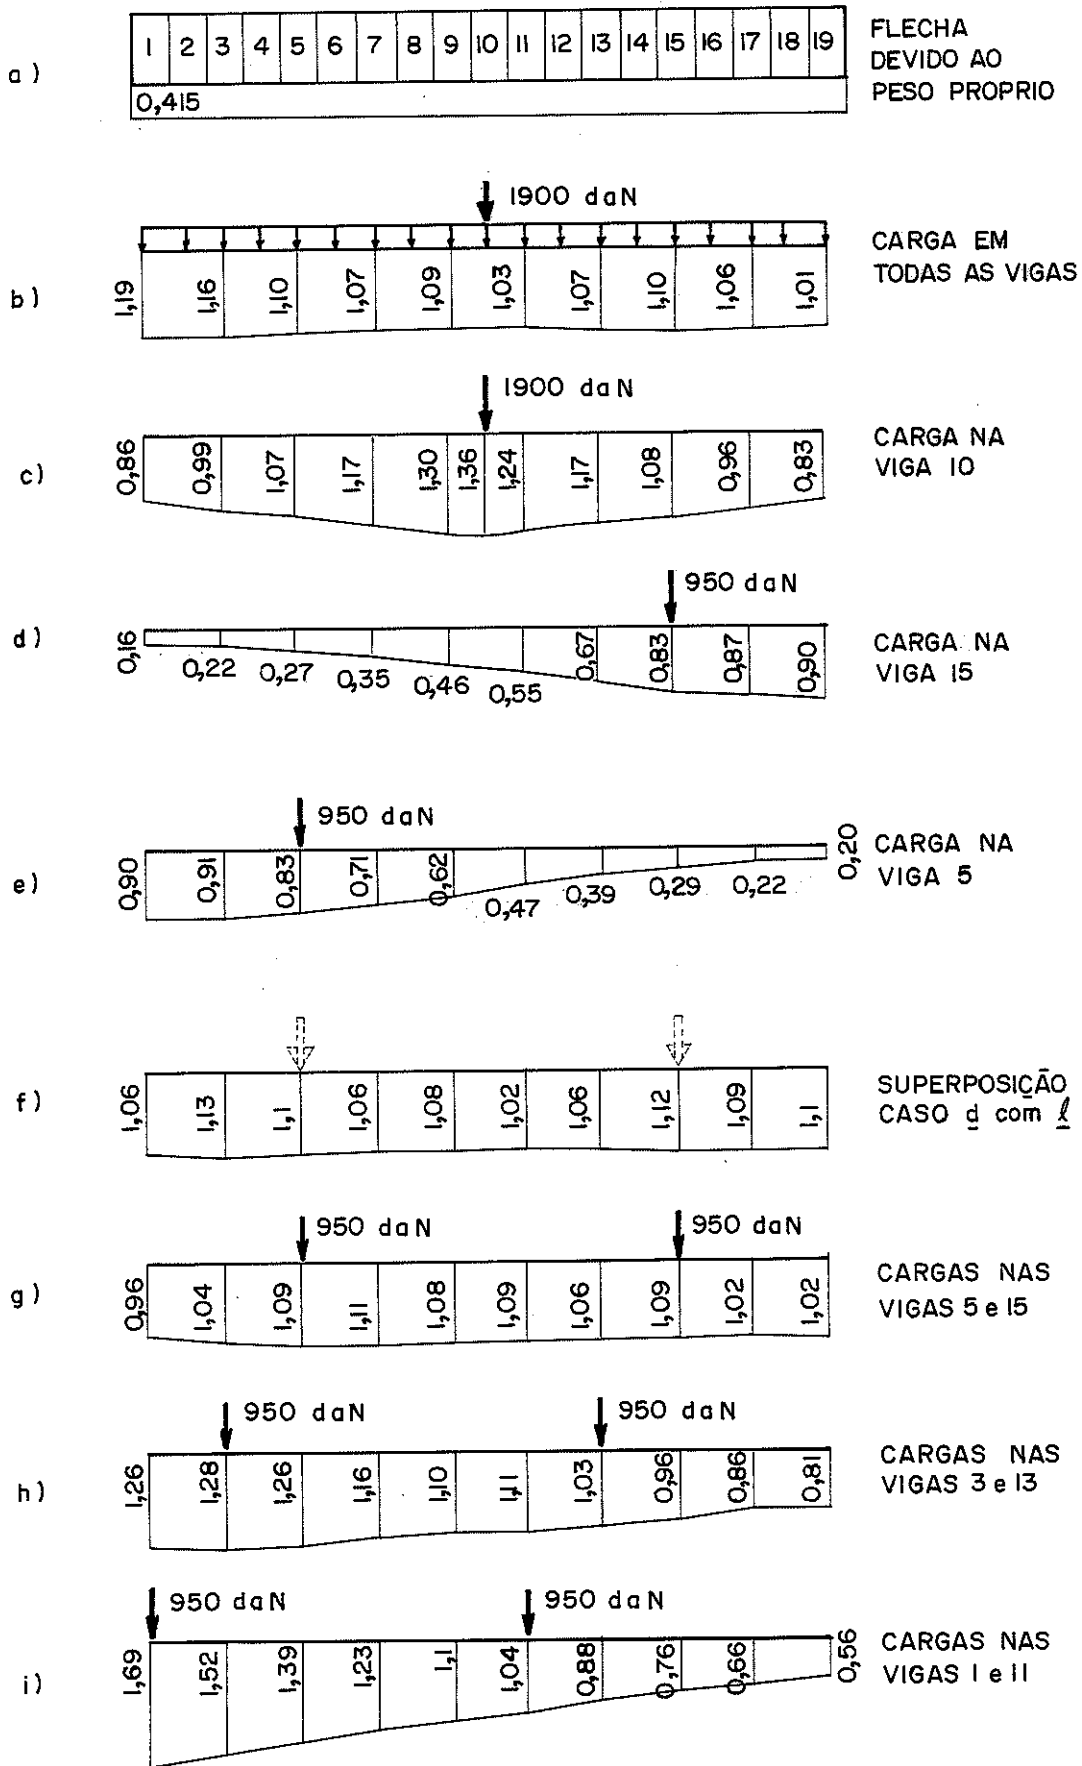 a)
1 2 3 4 5 6 7 8 9 10 11 12 13 14 15 16 17 18 19
0,415
FLECHA
DEVIDO AO
PESO PROPRIO
b)
1900 daN
1,19 1,16 1,10 1,07 1,09 1,03 1,07 1,10 1,06 1,01
CARGA EM
TODAS AS VIGAS
c)
1900 daN
0,86 0,99 1,07 1,17 1,30 1,36 1,24 1,17 1,08 0,96 0,83
CARGA NA
VIGA 10
d)
950 daN
0,16 0,22 0,27 0,35 0,46 0,55 0,67 0,83 0,87 0,90
CARGA NA
VIGA 15
e)
950 daN
0,90 0,91 0,83 0,71 0,62 0,47 0,39 0,29 0,22 0,20
CARGA NA
VIGA 5
f)
1,06 1,13 1,1 1,06 1,08 1,02 1,06 1,12 1,09 1,1
SUPERPOSIÇÃO
CASO d com l
g)
950 daN 950 daN
0,96 1,04 1,09 1,11 1,08 1,09 1,06 1,09 1,02 1,02
CARGAS NAS
VIGAS 5 e 15
h)
950 daN 950 daN
1,26 1,28 1,26 1,16 1,10 1,11 1,03 0,96 0,86 0,81
CARGAS NAS
VIGAS 3 e 13
i)
950 daN 950 daN
1,69 1,52 1,39 1,23 1,1 1,04 0,88 0,76 0,66 0,56
CARGAS NAS
VIGAS 1 e 11